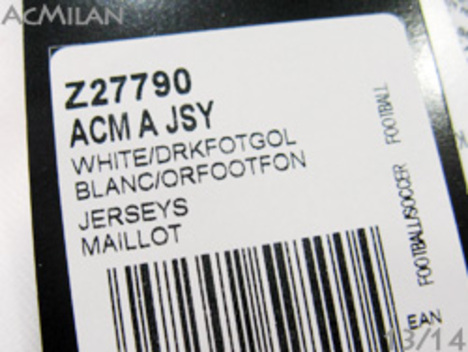 ACMILAN
Z27790
ACM A JSY
WHITE/DRKFOTGOL
BLANC/ORFOOTFON
JERSEYS
MAILLOT
FOOTBALL/SOCCER FOOTBALL
EAN
13/14